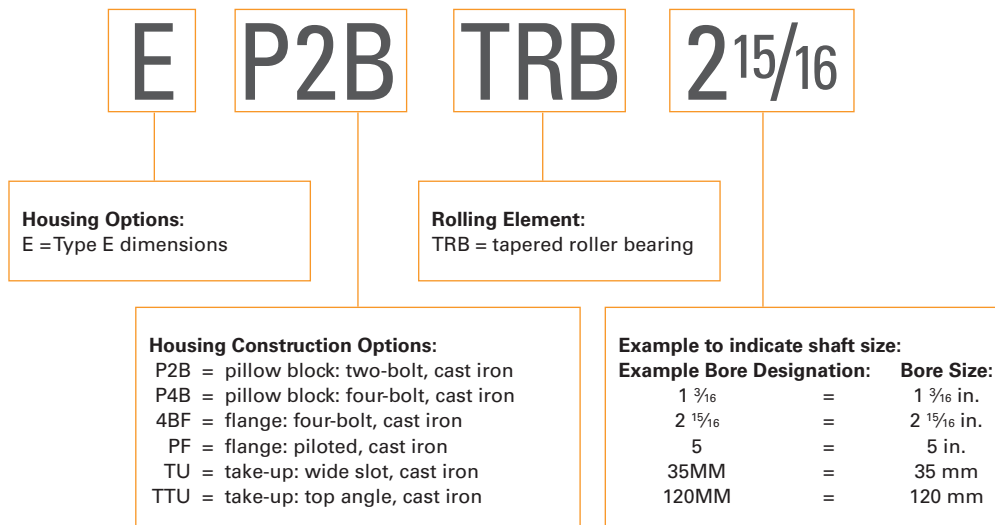 E P2B TRB 2 15/16
Housing Options:
E = Type E dimensions
Rolling Element:
TRB = tapered roller bearing
Housing Construction Options:
P2B = pillow block: two-bolt, cast iron
P4B = pillow block: four-bolt, cast iron
4BF = flange: four-bolt, cast iron
PF = flange: piloted, cast iron
TU = take-up: wide slot, cast iron
TTU = take-up: top angle, cast iron
Example to indicate shaft size:
Example Bore Designation: Bore Size:
1 3/16 = 1 3/16 in.
2 15/16 = 2 15/16 in.
5 = 5 in.
35MM = 35 mm
120MM = 120 mm